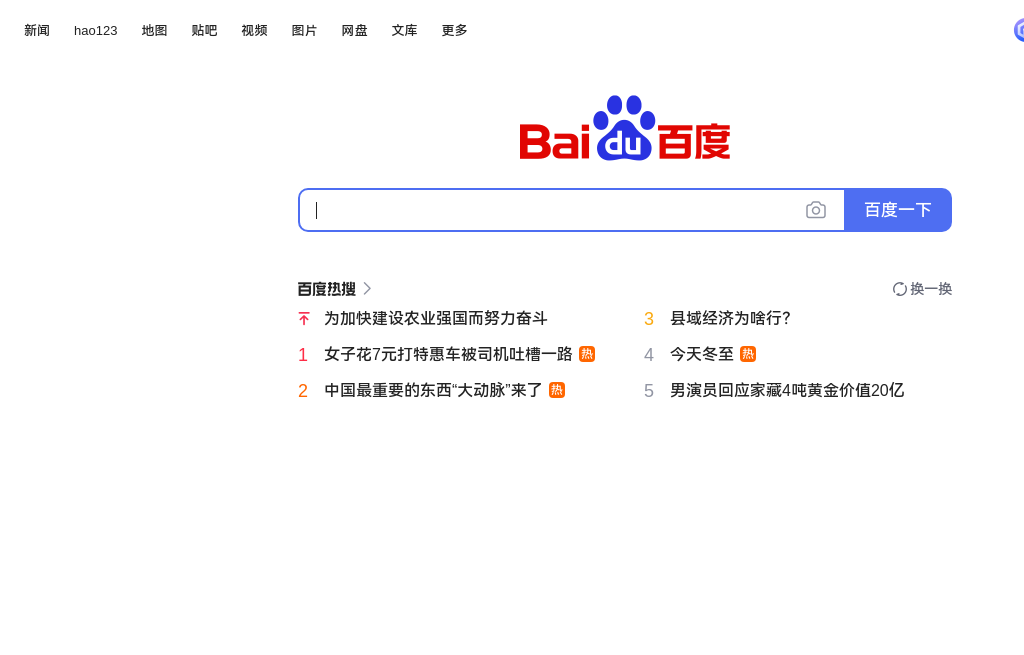 新闻 hao123 地图 贴吧 视频 图片 网盘 文库 更多
Bai du 百度
百度一下
百度热搜 换一换
为加快建设农业强国而努力奋斗
1 女子花7元打特惠车被司机吐槽一路 热
2 中国最重要的东西“大动脉”来了 热
3 县域经济为啥行?
4 今天冬至 热
5 男演员回应家藏4吨黄金价值20亿